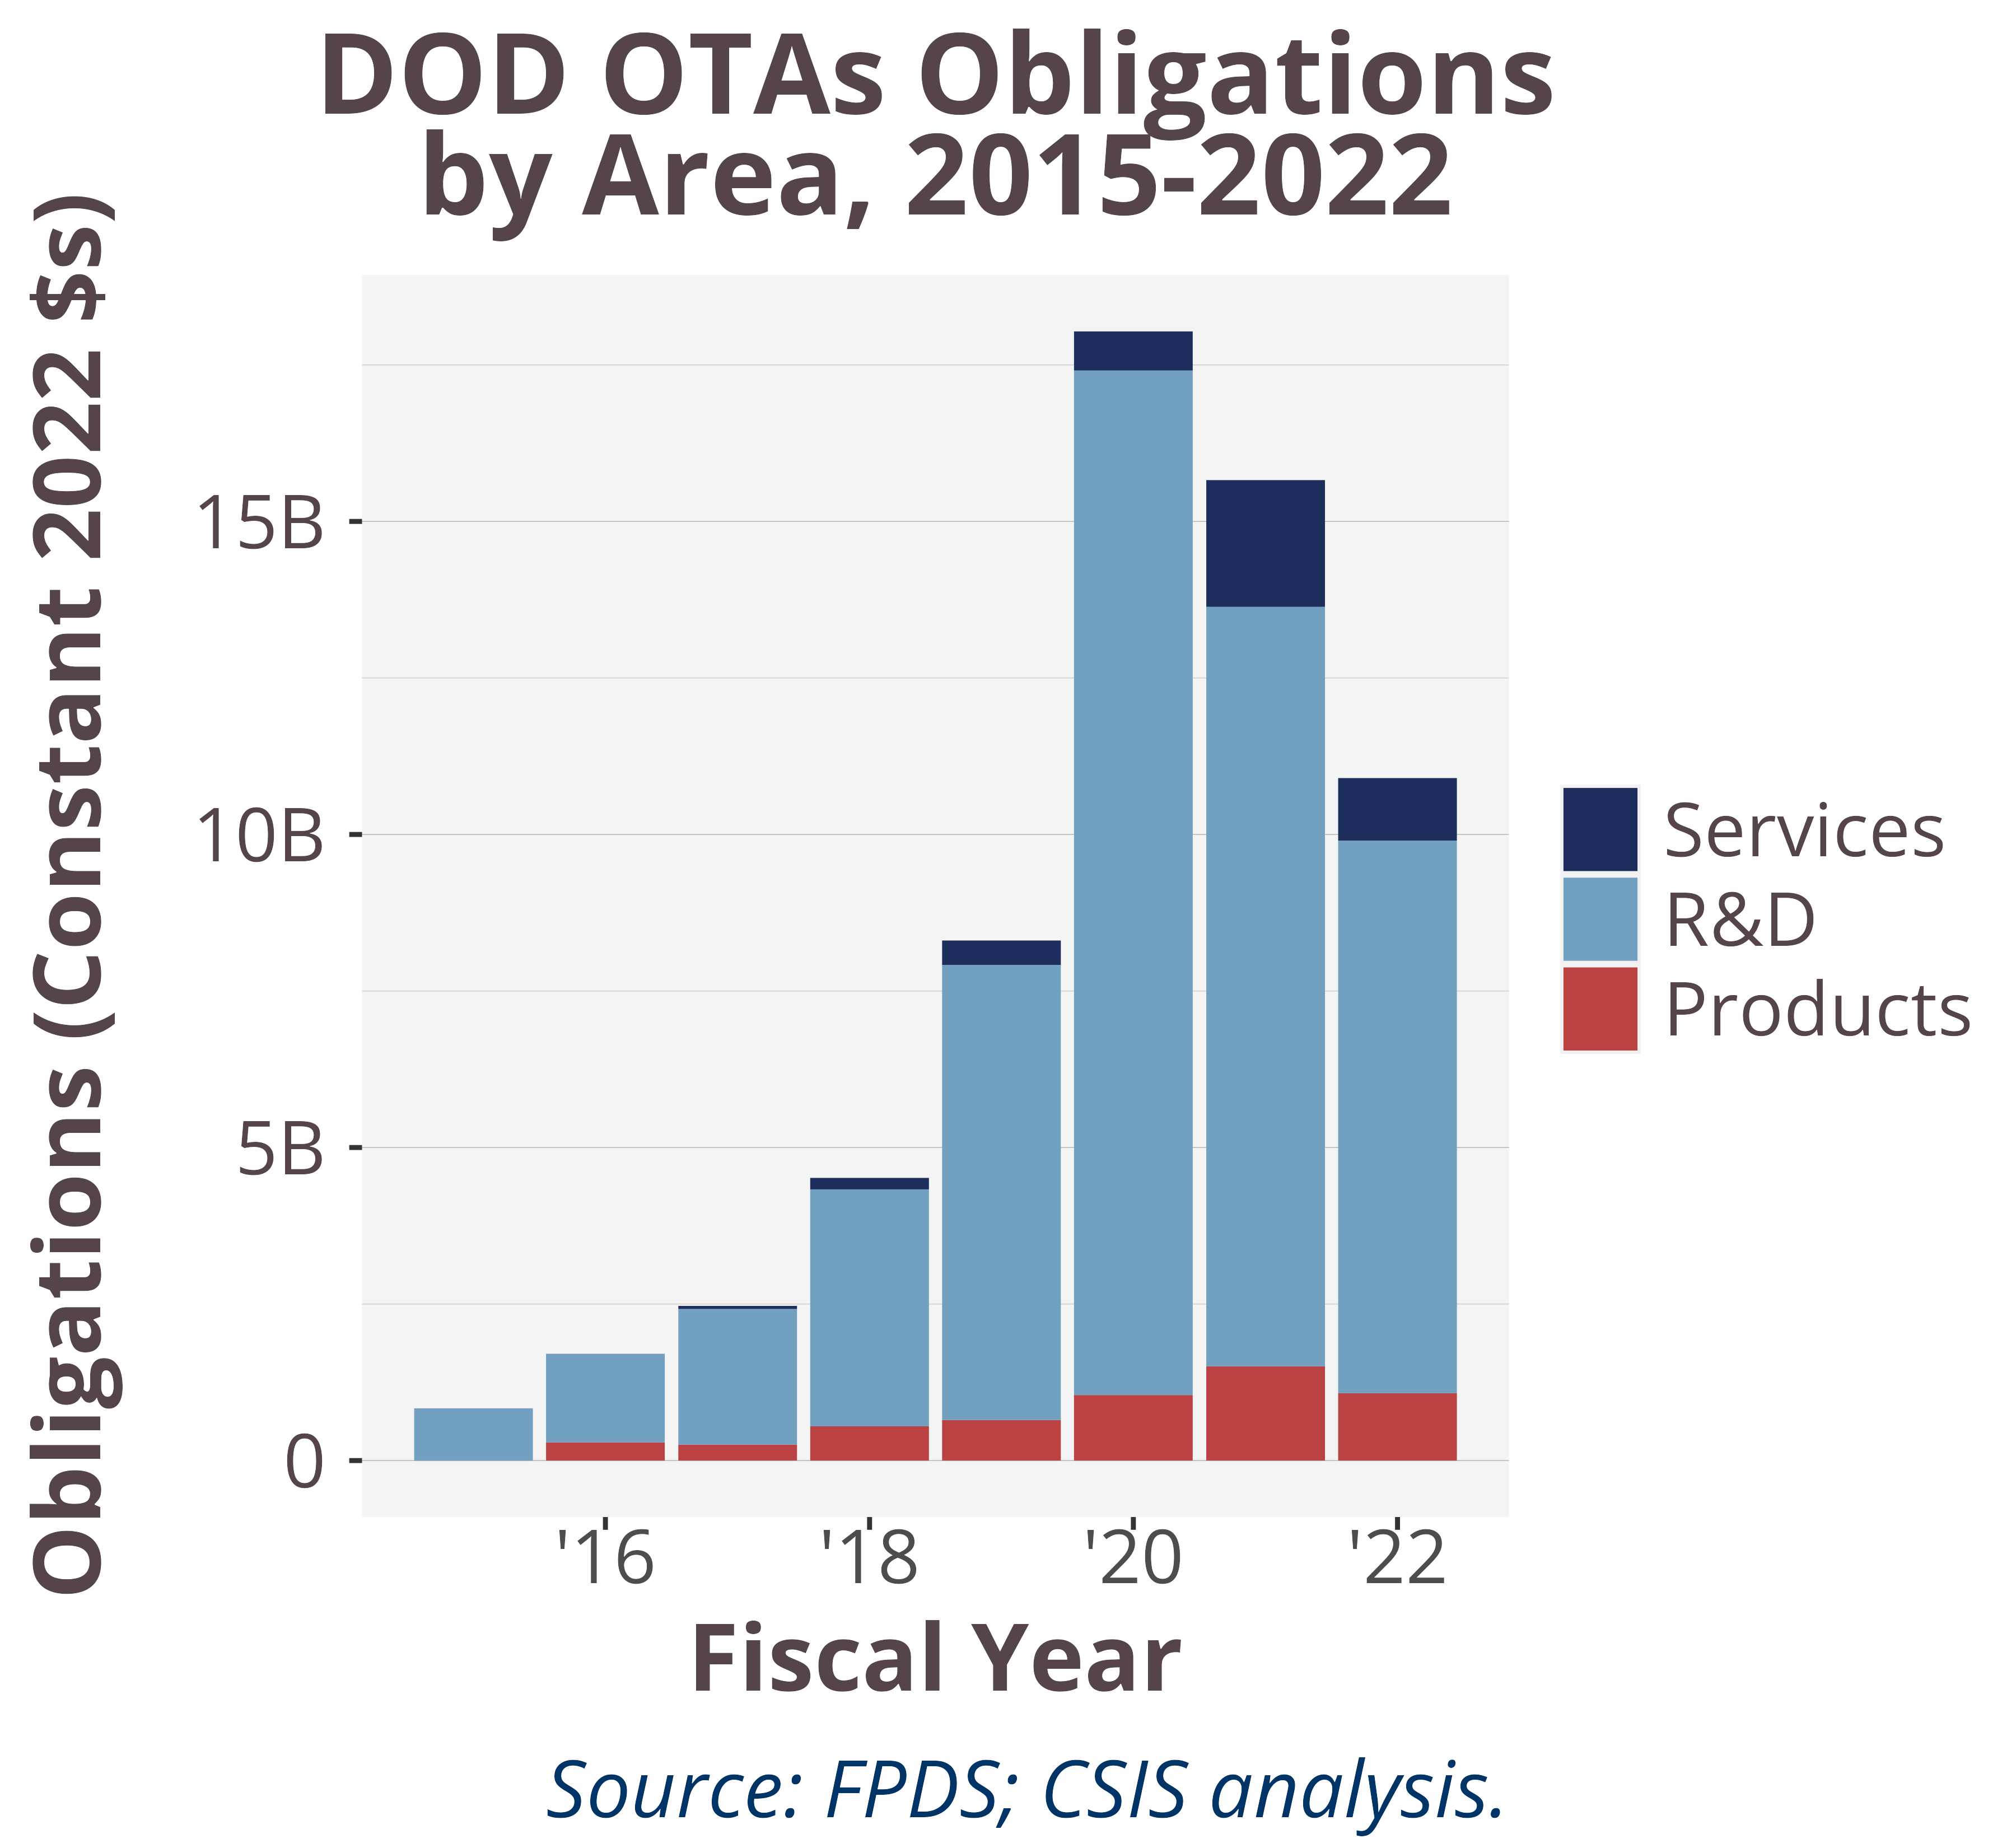 DOD OTAs Obligations
by Area, 2015-2022
Obligations (Constant 2022 $s)
15B
10B
5B
0
'16
'18
'20
'22
Fiscal Year
Services
R&D
Products
Source: FPDS; CSIS analysis.